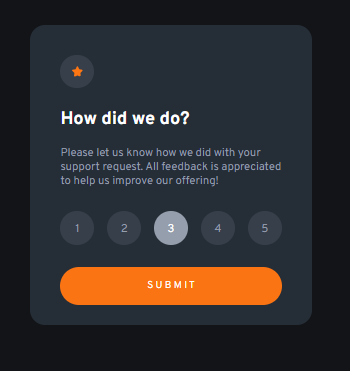 How did we do?
Please let us know how we did with your
support request. All feedback is appreciated
to help us improve our offering!
1 2 3 4 5
SUBMIT